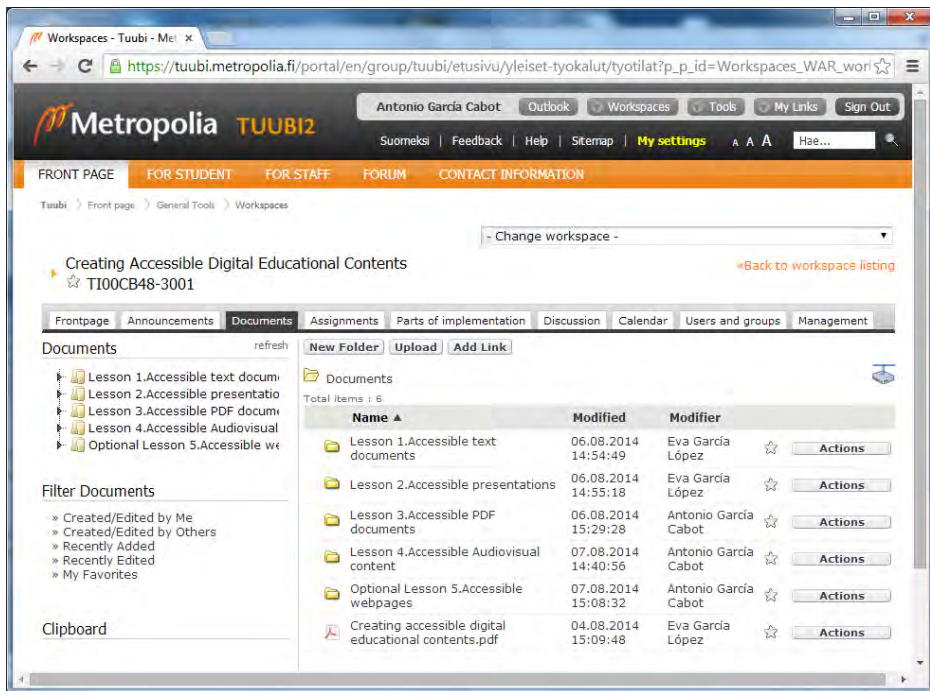 Workspaces - Tuubi - Met
https://tuubi.metropolia.fi/portal/en/group/tuubi/etusivu/yleiset-tyokalut/tyotilat?p_p_id=Workspaces_WAR_worl
Metropolia TUUBI2
Antonio García Cabot Outlook Workspaces Tools My Links Sign Out
Suomeksi | Feedback | Help | Sitemap | My settings A A A Hae...
FRONT PAGE FOR STUDENT FOR STAFF FORUM CONTACT INFORMATION
Tuubi Front page General Tools Workspaces
- Change workspace -
Creating Accessible Digital Educational Contents
TI00CB48-3001
«Back to workspace listing
Frontpage Announcements Documents Assignments Parts of implementation Discussion Calendar Users and groups Management
Documents refresh
Lesson 1.Accessible text docum
Lesson 2.Accessible presentatio
Lesson 3.Accessible PDF docume
Lesson 4.Accessible Audiovisual
Optional Lesson 5.Accessible we
Filter Documents
» Created/Edited by Me
» Created/Edited by Others
» Recently Added
» Recently Edited
» My Favorites
Clipboard
New Folder Upload Add Link
Documents
Total items : 6
Name ▲ Modified Modifier
Lesson 1.Accessible text documents 06.08.2014 14:54:49 Eva García López Actions
Lesson 2.Accessible presentations 06.08.2014 14:55:18 Eva García López Actions
Lesson 3.Accessible PDF documents 06.08.2014 15:29:28 Antonio García Cabot Actions
Lesson 4.Accessible Audiovisual content 07.08.2014 14:40:56 Antonio García Cabot Actions
Optional Lesson 5.Accessible webpages 07.08.2014 15:08:32 Antonio García Cabot Actions
Creating accessible digital educational contents.pdf 04.08.2014 15:09:48 Eva García López Actions